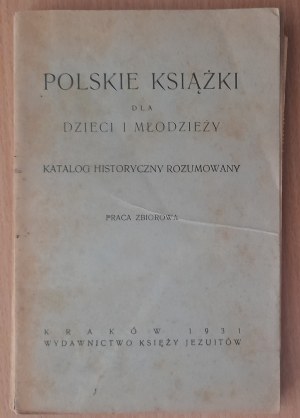 POLSKIE KSIĄŻKI
DLA
DZIECI I MŁODZIEŻY
KATALOG HISTORYCZNY ROZUMOWANY
PRACA ZBIOROWA
KRAKÓW 1931
WYDAWNICTWO KSIĘŻY JEZUITÓW